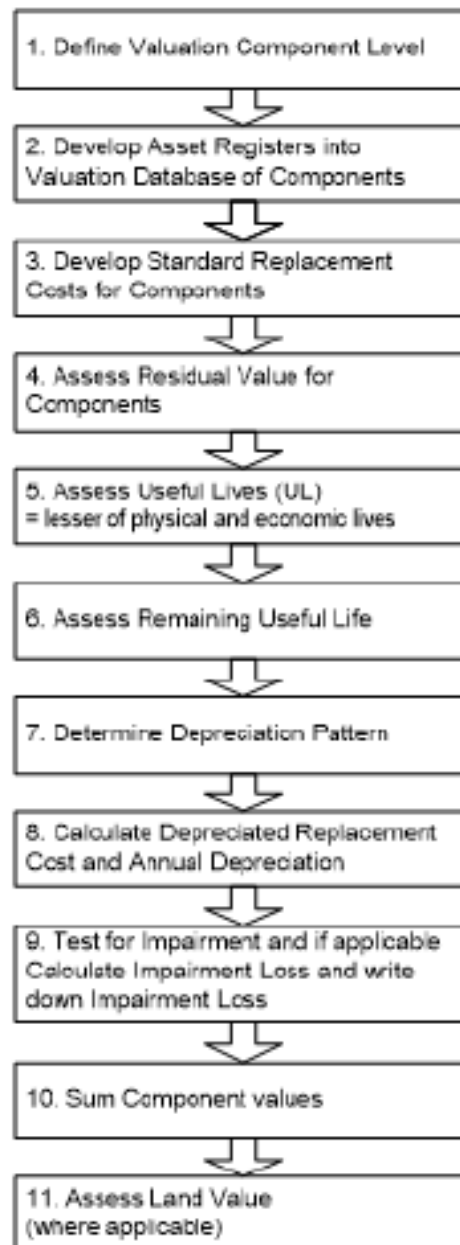 1. Define Valuation Component Level
2. Develop Asset Registers into
Valuation Database of Components
3. Develop Standard Replacement
Costs for Components
4. Assess Residual Value for
Components
5. Assess Useful Lives (UL)
= lesser of physical and economic lives
6. Assess Remaining Useful Life
7. Determine Depreciation Pattern
8. Calculate Depreciated Replacement
Cost and Annual Depreciation
9. Test for Impairment and if applicable
Calculate Impairment Loss and write
down Impairment Loss
10. Sum Component values
11. Assess Land Value
(where applicable)